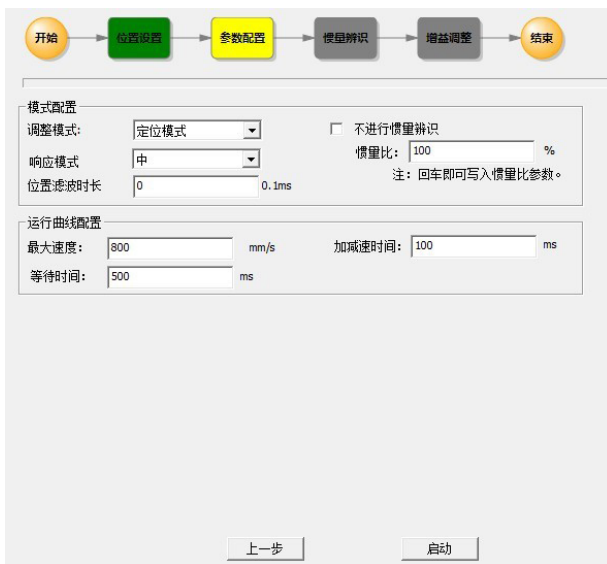 开始 位置设置 参数配置 惯量辨识 增益调整 结束
模式配置
调整模式: 定位模式 不进行惯量辨识
惯量比: 100 %
响应模式 中
注: 回车即可写入惯量比参数。
位置滤波时长 0 0.1ms
运行曲线配置
最大速度: 800 mm/s 加减速时间: 100 ms
等待时间: 500 ms
上一步 启动